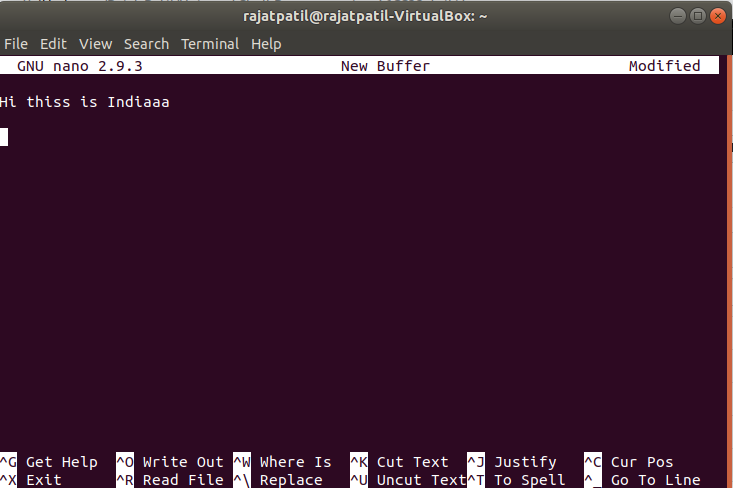 rajatpatil@rajatpatil-VirtualBox: ~
File Edit View Search Terminal Help
GNU nano 2.9.3 New Buffer Modified
Hi thiss is Indiaaa
^G Get Help ^O Write Out ^W Where Is ^K Cut Text ^J Justify ^C Cur Pos
^X Exit ^R Read File ^\ Replace ^U Uncut Text ^T To Spell ^_ Go To Line